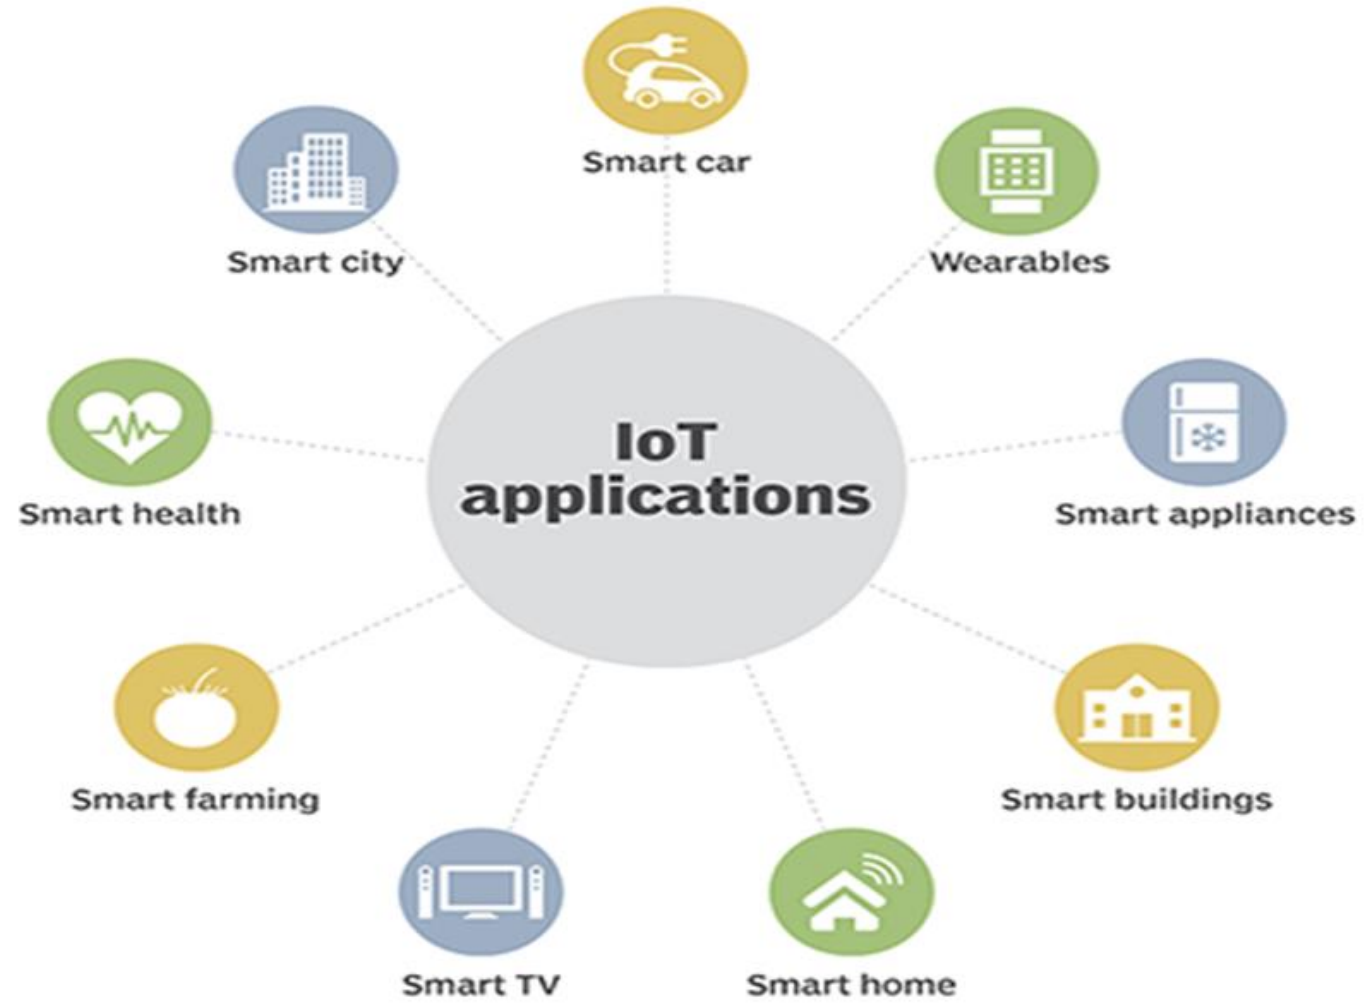 Smart car
Smart city
Wearables
IoT
applications
Smart health
Smart appliances
Smart farming
Smart buildings
Smart TV
Smart home